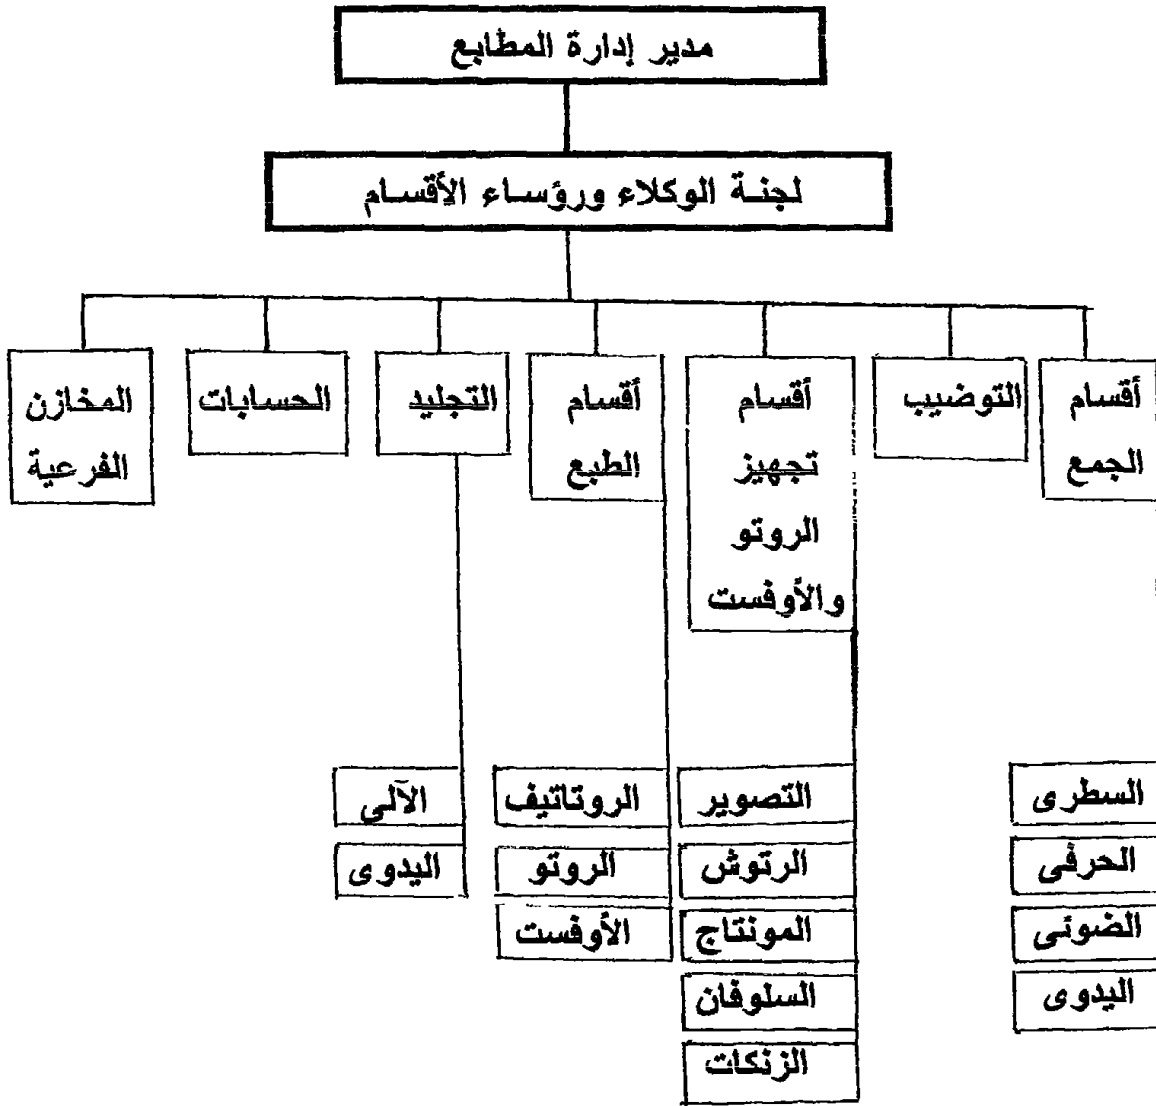 مدير إدارة المطابع
لجنة الوكلاء ورؤساء الأقسام
أقسام
الجمع
التوضيب
أقسام
تجهيز
الروتو
والأوفست
أقسام
الطبع
التجليد
الحسابات
المخازن
الفرعية
السطرى
الحرفى
الضوئى
اليدوى
التصوير
الرتوش
المونتاج
السلوفان
الزنكات
الروتاتيف
الروتو
الأوفست
الآلى
اليدوى